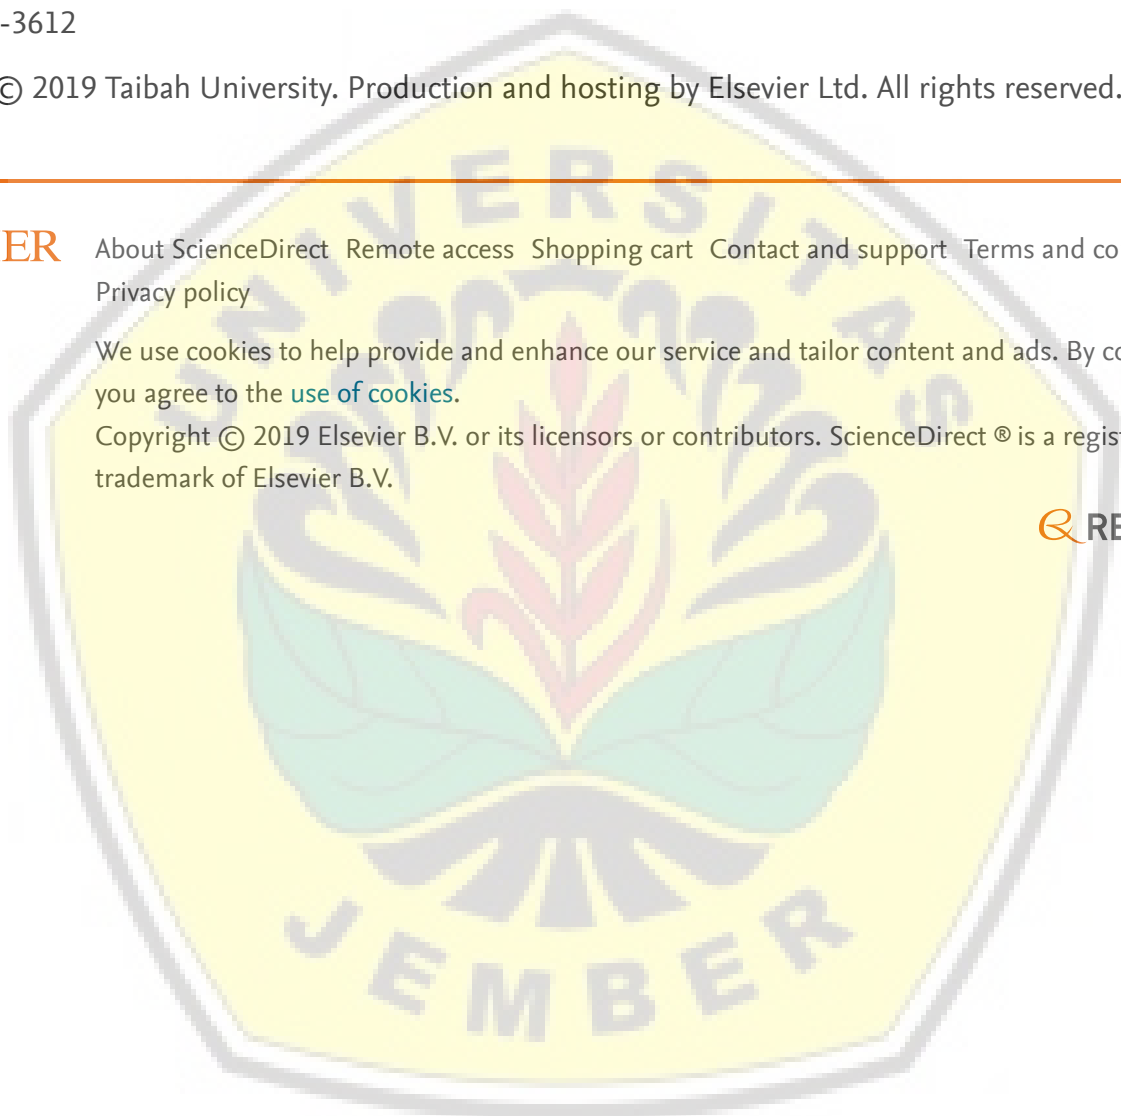 -3612
© 2019 Taibah University. Production and hosting by Elsevier Ltd. All rights reserved.
UNIVERSITAS
ER About ScienceDirect Remote access Shopping cart Contact and support Terms and co
Privacy policy
We use cookies to help provide and enhance our service and tailor content and ads. By co
you agree to the use of cookies.
Copyright © 2019 Elsevier B.V. or its licensors or contributors. ScienceDirect ® is a regist
trademark of Elsevier B.V.
RE
JEMBER